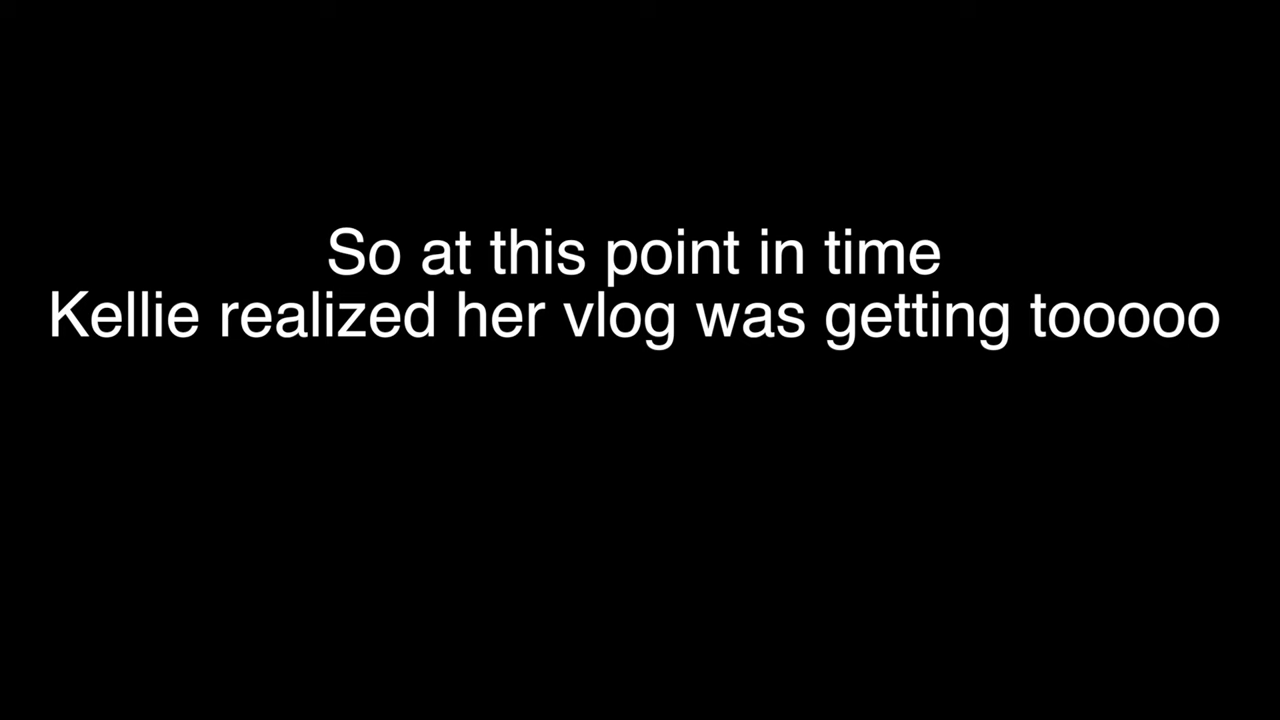 So at this point in time
Kellie realized her vlog was getting tooooo